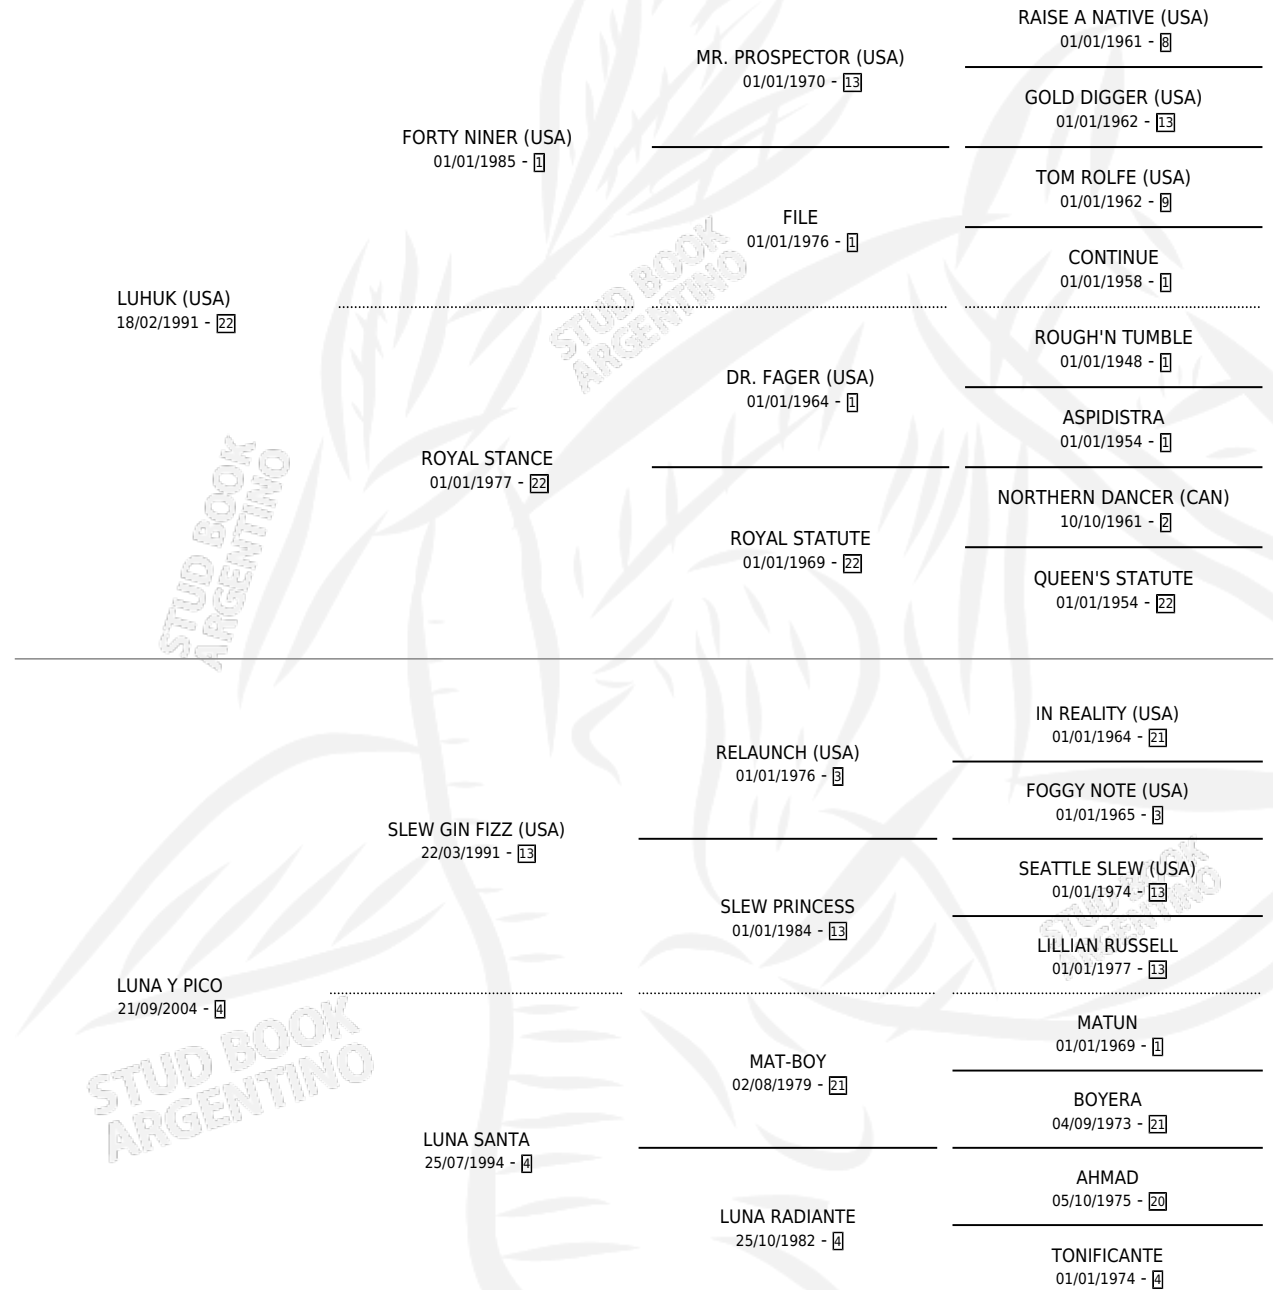 RAISE A NATIVE (USA)
01/01/1961 - 8
MR. PROSPECTOR (USA)
01/01/1970 - 13
GOLD DIGGER (USA)
01/01/1962 - 13
FORTY NINER (USA)
01/01/1985 - 1
TOM ROLFE (USA)
01/01/1962 - 9
FILE
01/01/1976 - 1
CONTINUE
01/01/1958 - 1
LUHUK (USA)
18/02/1991 - 22
ROUGH'N TUMBLE
01/01/1948 - 1
DR. FAGER (USA)
01/01/1964 - 1
ASPIDISTRA
01/01/1954 - 1
ROYAL STANCE
01/01/1977 - 22
NORTHERN DANCER (CAN)
10/10/1961 - 2
ROYAL STATUTE
01/01/1969 - 22
QUEEN'S STATUTE
01/01/1954 - 22
IN REALITY (USA)
01/01/1964 - 21
RELAUNCH (USA)
01/01/1976 - 3
FOGGY NOTE (USA)
01/01/1965 - 3
SLEW GIN FIZZ (USA)
22/03/1991 - 13
SEATTLE SLEW (USA)
01/01/1974 - 13
SLEW PRINCESS
01/01/1984 - 13
LILLIAN RUSSELL
01/01/1977 - 13
LUNA Y PICO
21/09/2004 - 4
MATUN
01/01/1969 - 1
MAT-BOY
02/08/1979 - 21
BOYERA
04/09/1973 - 21
LUNA SANTA
25/07/1994 - 4
AHMAD
05/10/1975 - 20
LUNA RADIANTE
25/10/1982 - 4
TONIFICANTE
01/01/1974 - 4
STUD BOOK
ARGENTINO
STUD BOOK
ARGENTINO
STUD BOOK
ARGENTINO
STUD BOOK
ARGENTINO